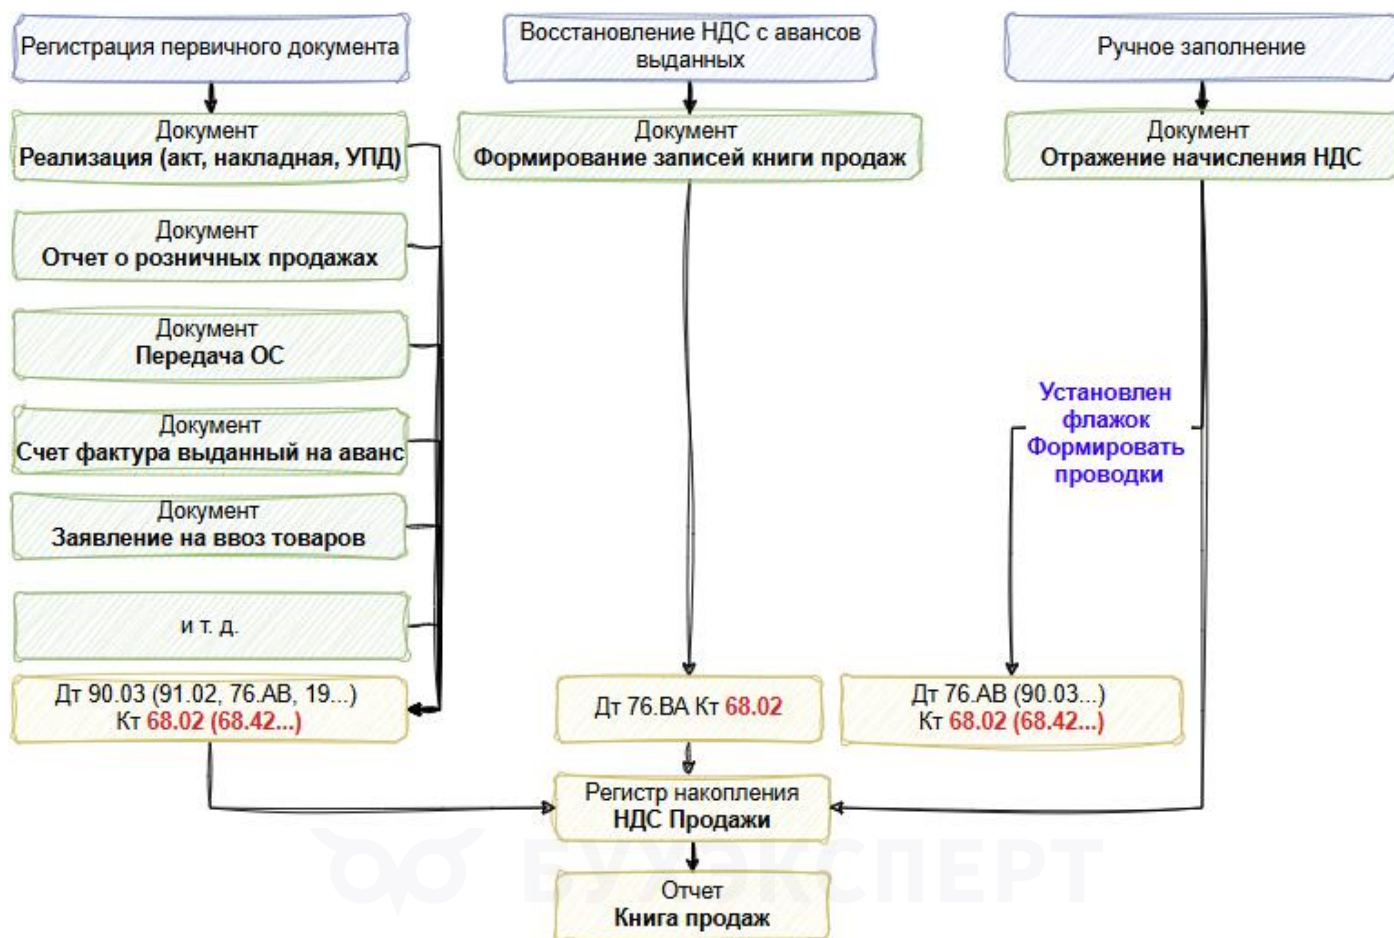 Регистрация первичного документа
Восстановление НДС с авансов
выданных
Ручное заполнение
Документ
Реализация (акт, накладная, УПД)
Документ
Формирование записей книги продаж
Документ
Отражение начисления НДС
Документ
Отчет о розничных продажах
Документ
Передача ОС
Документ
Счет фактура выданный на аванс
Документ
Заявление на ввоз товаров
и т. д.
Установлен
флажок
Формировать
проводки
Дт 90.03 (91.02, 76.АВ, 19...)
Кт 68.02 (68.42...)
Дт 76.ВА Кт 68.02
Дт 76.АВ (90.03...)
Кт 68.02 (68.42...)
Регистр накопления
НДС Продажи
БУХЭКСПЕРТ
Отчет
Книга продаж